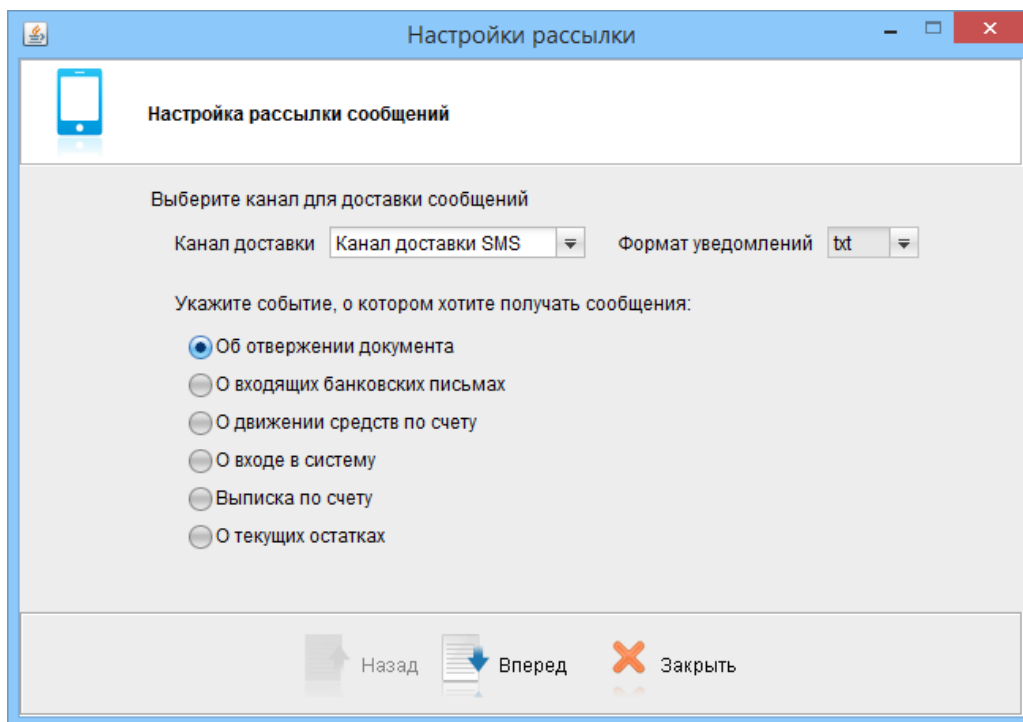 Настройки рассылки
Настройка рассылки сообщений
Выберите канал для доставки сообщений
Канал доставки Канал доставки SMS Формат уведомлений txt
Укажите событие, о котором хотите получать сообщения:
Об отвержении документа
О входящих банковских письмах
О движении средств по счету
О входе в систему
Выписка по счету
О текущих остатках
Назад Вперед Закрыть